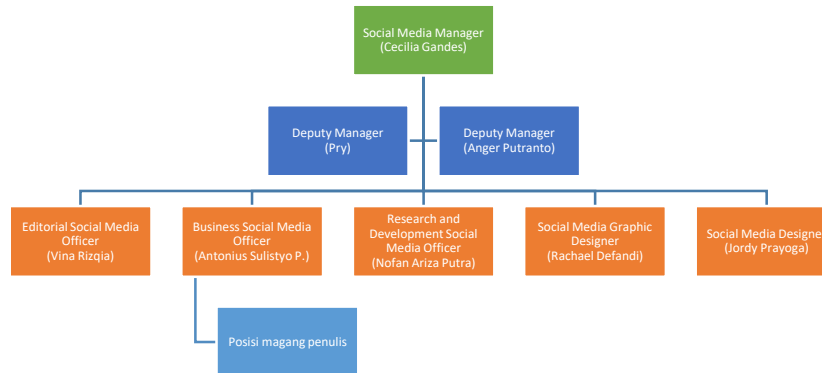 Social Media Manager
(Cecilia Gandes)
Deputy Manager
(Pry)
Deputy Manager
(Anger Putranto)
Editorial Social Media
Officer
(Vina Rizqia)
Business Social Media
Officer
(Antonius Sulistyo P.)
Research and
Development Social
Media Officer
(Nofan Ariza Putra)
Social Media Graphic
Designer
(Rachael Defandi)
Social Media Designe
(Jordy Prayoga)
Posisi magang penulis